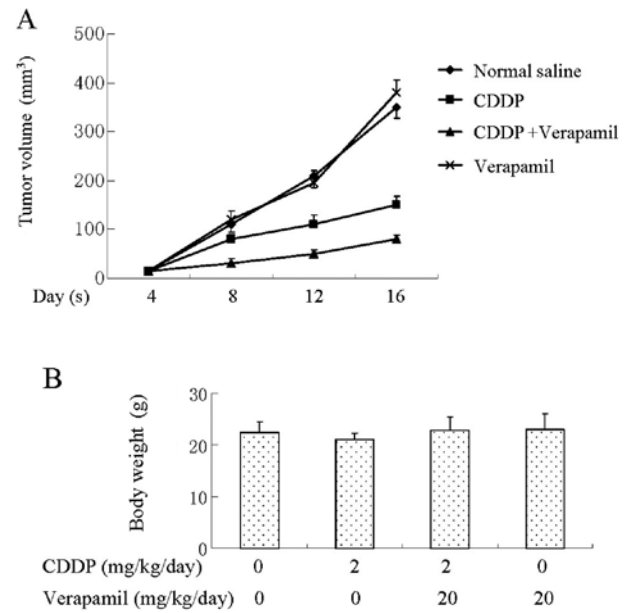 A
500
400
300
200
100
0
Tumor volume (mm³)
Day (s) 4 8 12 16
Normal saline
CDDP
CDDP +Verapamil
Verapamil
B
30
20
10
0
Body weight (g)
CDDP (mg/kg/day) 0 2 2 0
Verapamil (mg/kg/day) 0 0 20 20